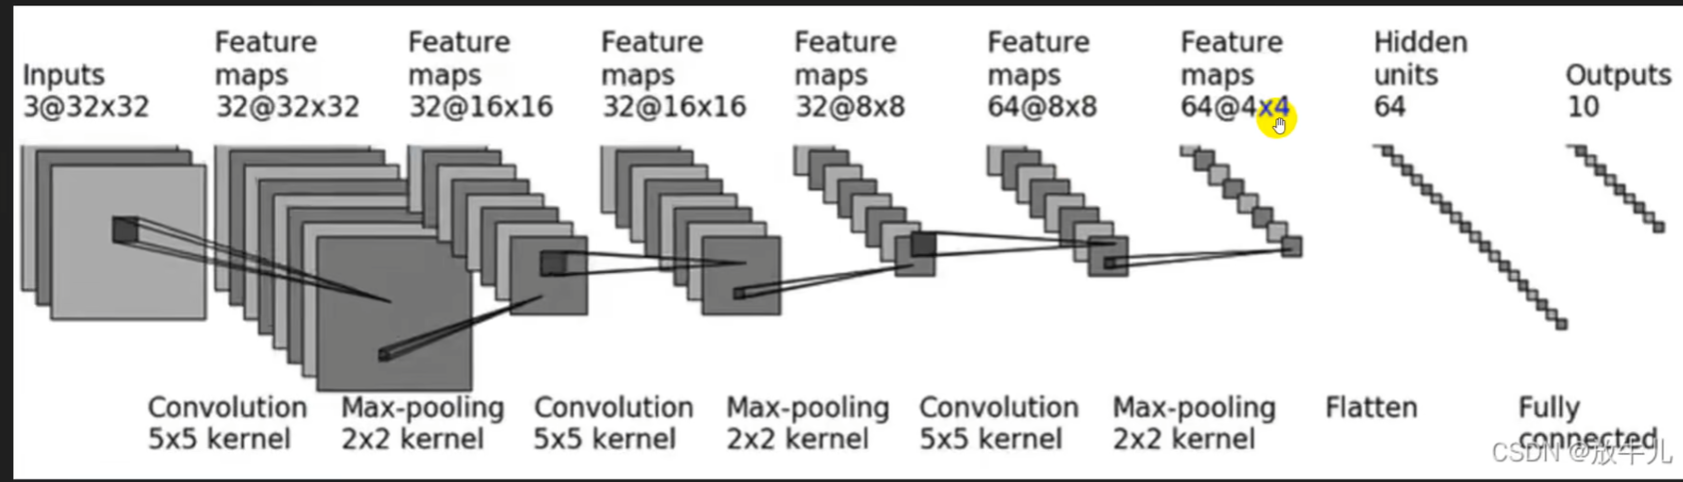 Inputs
3@32x32
Feature
maps
32@32x32
Feature
maps
32@16x16
Feature
maps
32@16x16
Feature
maps
32@8x8
Feature
maps
64@8x8
Feature
maps
64@4x4
Hidden
units
64
Outputs
10
Convolution
5x5 kernel
Max-pooling
2x2 kernel
Convolution
5x5 kernel
Max-pooling
2x2 kernel
Convolution
5x5 kernel
Max-pooling
2x2 kernel
Flatten
Fully
connected
CSDN @放牛儿